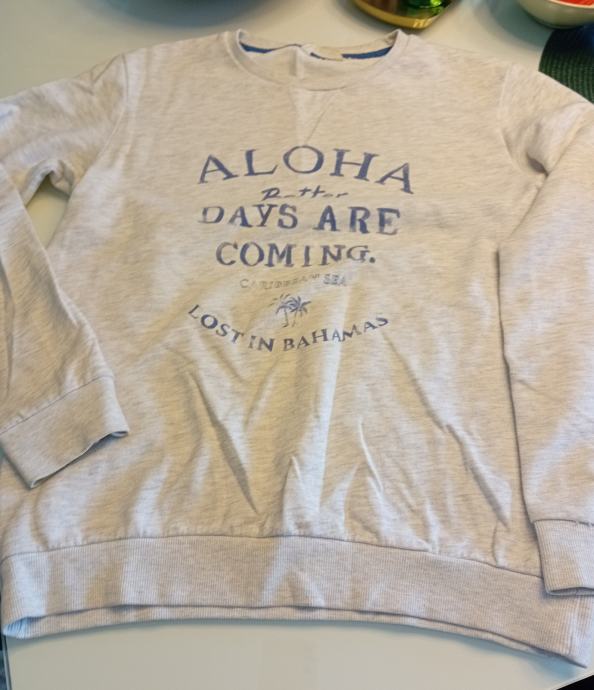 ALOHA
Better
DAYS ARE
COMING.
CARIBBEAN SEA
LOST IN BAHAMAS